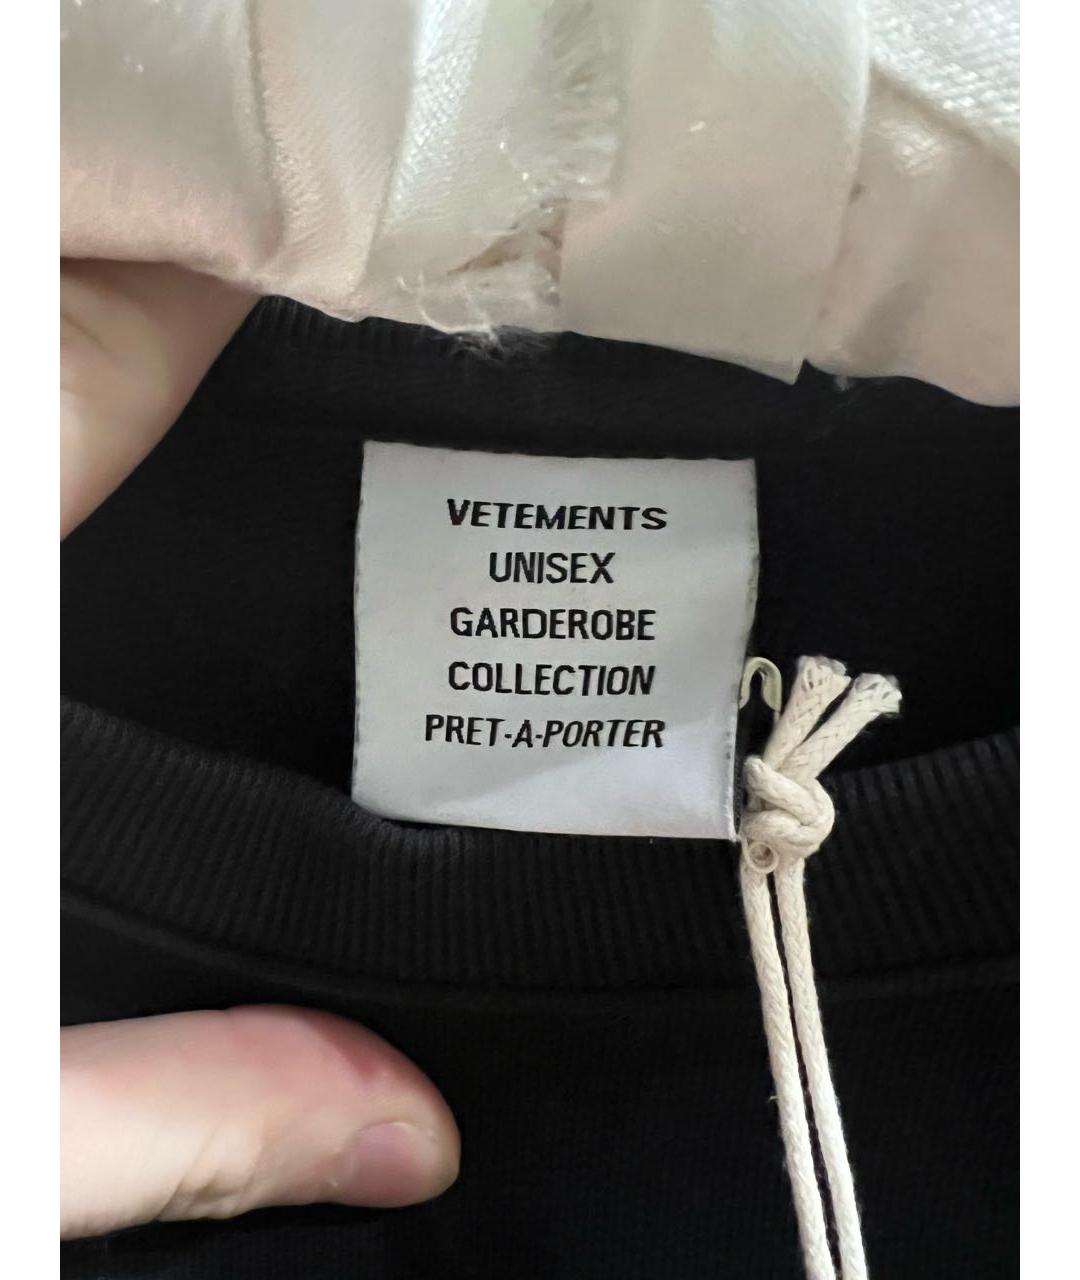 VETEMENTS
UNISEX
GARDEROBE
COLLECTION
PRET-A-PORTER